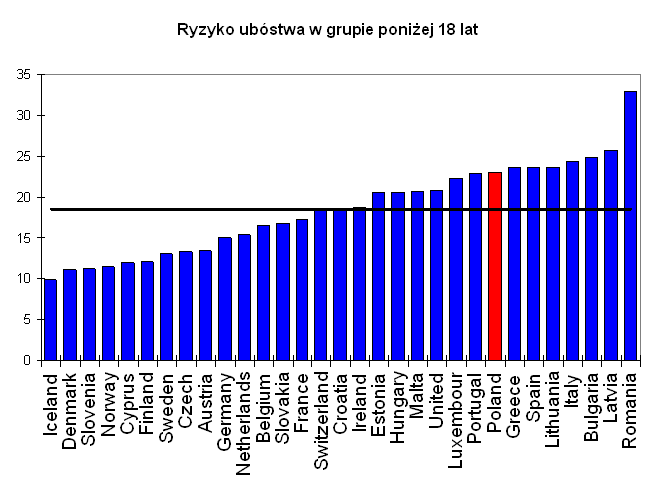 Ryzyko ubóstwa w grupie poniżej 18 lat
35
30
25
20
15
10
5
0
Iceland
Denmark
Slovenia
Norway
Cyprus
Finland
Sweden
Czech
Austria
Germany
Netherlands
Belgium
Slovakia
France
Switzerland
Croatia
Ireland
Estonia
Hungary
Malta
United
Luxembour
Portugal
Poland
Greece
Spain
Lithuania
Italy
Bulgaria
Latvia
Romania